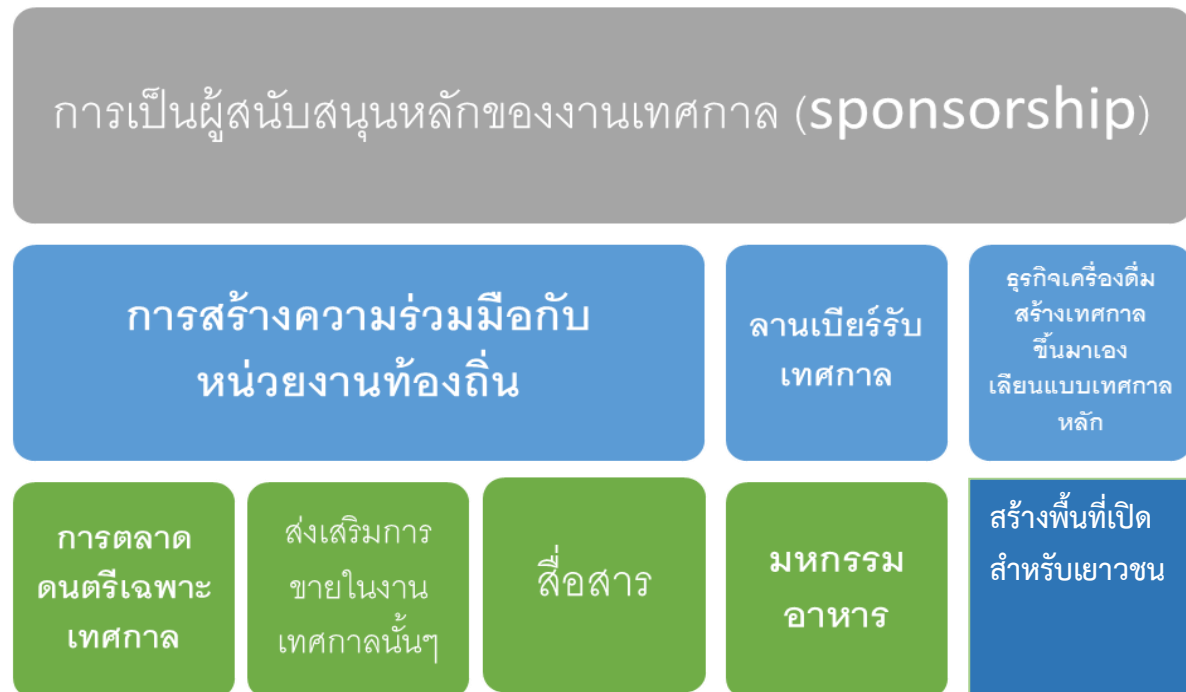 การเป็นผู้สนับสนุนหลักของงานเทศกาล (sponsorship)
การสร้างความร่วมมือกับ
หน่วยงานท้องถิ่น
ลานเบียร์รับ
เทศกาล
ธุรกิจเครื่องดื่ม
สร้างเทศกาล
ขึ้นมาเอง
เลียนแบบเทศกาล
หลัก
การตลาด
ดนตรีเฉพาะ
เทศกาล
ส่งเสริมการ
ขายในงาน
เทศกาลนั้นๆ
สื่อสาร
มหกรรม
อาหาร
สร้างพื้นที่เปิด
สำหรับเยาวชน